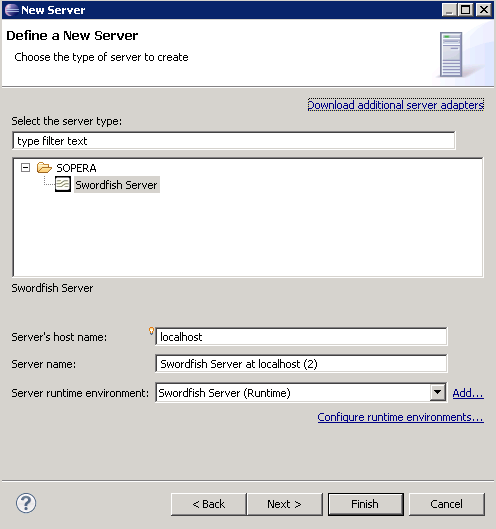 New Server
Define a New Server
Choose the type of server to create
Download additional server adapters
Select the server type:
type filter text
SOPERA
Swordfish Server
Swordfish Server
Server's host name: localhost
Server name: Swordfish Server at localhost (2)
Server runtime environment: Swordfish Server (Runtime) Add...
Configure runtime environments...
? < Back Next > Finish Cancel